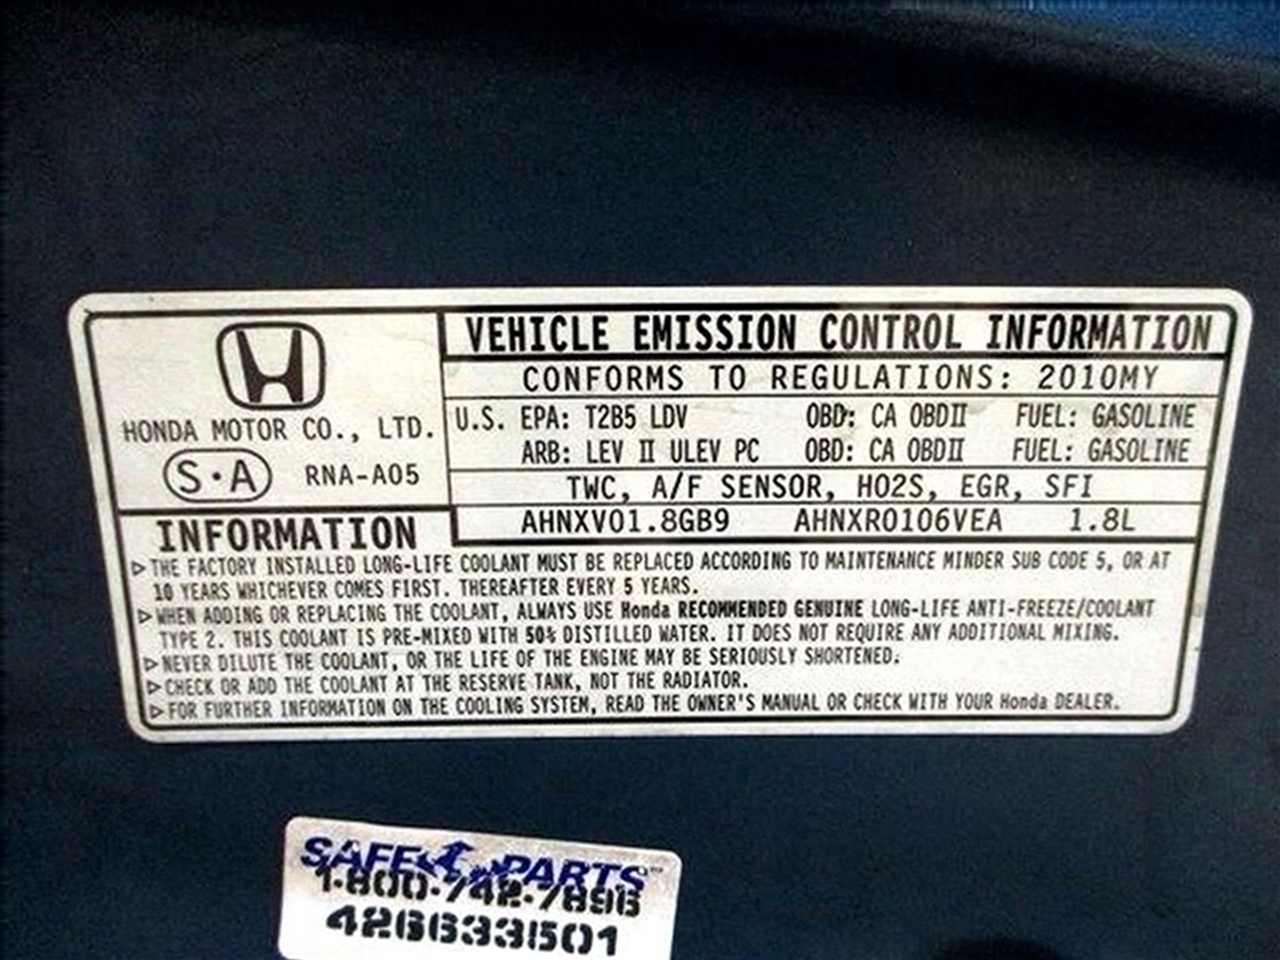 HONDA MOTOR CO., LTD.
S·A RNA-A05
VEHICLE EMISSION CONTROL INFORMATION
CONFORMS TO REGULATIONS: 2010MY
U.S. EPA: T2B5 LDV OBD: CA OBDII FUEL: GASOLINE
ARB: LEV II ULEV PC OBD: CA OBDII FUEL: GASOLINE
TWC, A/F SENSOR, HO2S, EGR, SFI
AHNXV01.8GB9 AHNXR0106VEA 1.8L
INFORMATION
▷THE FACTORY INSTALLED LONG-LIFE COOLANT MUST BE REPLACED ACCORDING TO MAINTENANCE MINDER SUB CODE 5, OR AT
10 YEARS WHICHEVER COMES FIRST. THEREAFTER EVERY 5 YEARS.
▷WHEN ADDING OR REPLACING THE COOLANT, ALWAYS USE Honda RECOMMENDED GENUINE LONG-LIFE ANTI-FREEZE/COOLANT
TYPE 2. THIS COOLANT IS PRE-MIXED WITH 50% DISTILLED WATER. IT DOES NOT REQUIRE ANY ADDITIONAL MIXING.
▷NEVER DILUTE THE COOLANT, OR THE LIFE OF THE ENGINE MAY BE SERIOUSLY SHORTENED.
▷CHECK OR ADD THE COOLANT AT THE RESERVE TANK, NOT THE RADIATOR.
▷FOR FURTHER INFORMATION ON THE COOLING SYSTEM, READ THE OWNER'S MANUAL OR CHECK WITH YOUR Honda DEALER.
SAFE PARTS™
1-800-742-7896
426633501